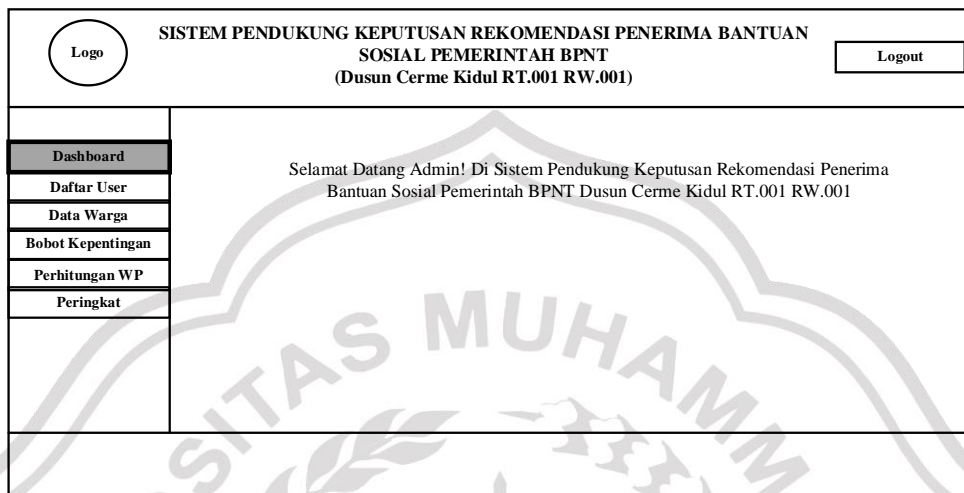 Logo
SISTEM PENDUKUNG KEPUTUSAN REKOMENDASI PENERIMA BANTUAN
SOSIAL PEMERINTAH BPNT
(Dusun Cerme Kidul RT.001 RW.001)
Logout
Dashboard
Daftar User
Data Warga
Bobot Kepentingan
Perhitungan WP
Peringkat
Selamat Datang Admin! Di Sistem Pendukung Keputusan Rekomendasi Penerima
Bantuan Sosial Pemerintah BPNT Dusun Cerme Kidul RT.001 RW.001
SITAS MUHAMM